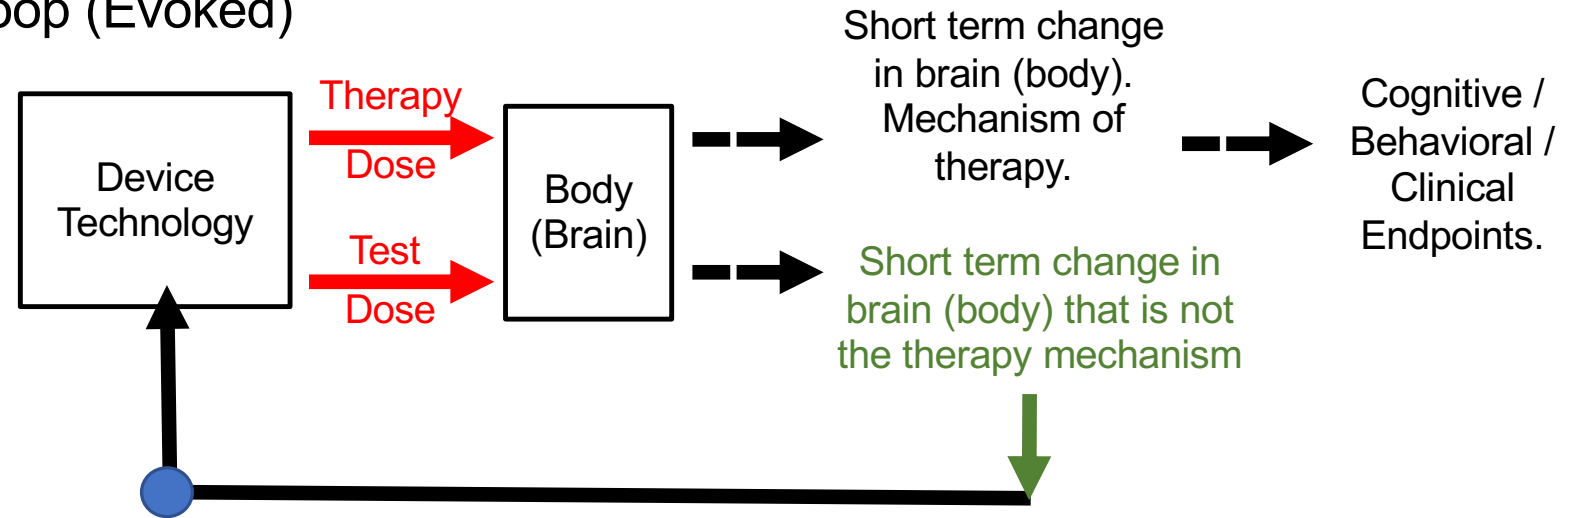 (Evoked)
Device
Technology
Therapy
Dose
Test
Dose
Body
(Brain)
Short term change
in brain (body).
Mechanism of
therapy.
Cognitive /
Behavioral /
Clinical
Endpoints.
Short term change in
brain (body) that is not
the therapy mechanism